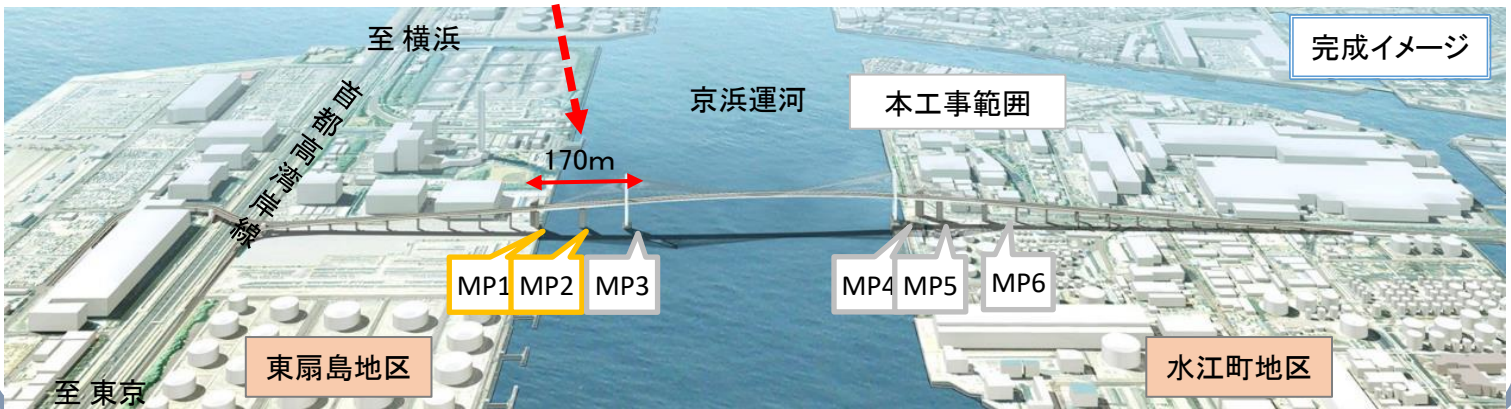 完成イメージ
至 横浜
首都高湾岸線
京浜運河
本工事範囲
170m
MP1
MP2
MP3
MP4
MP5
MP6
東扇島地区
水江町地区
至 東京